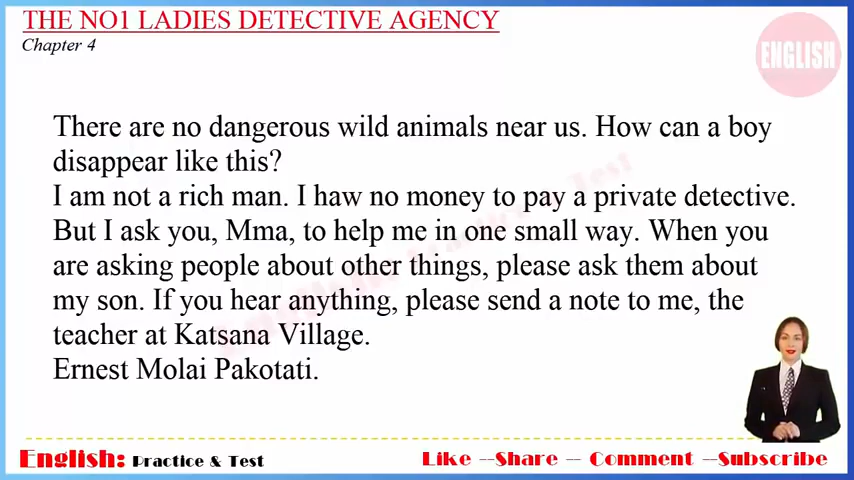 THE NO1 LADIES DETECTIVE AGENCY
Chapter 4
ENGLISH
There are no dangerous wild animals near us. How can a boy
disappear like this?
I am not a rich man. I haw no money to pay a private detective.
But I ask you, Mma, to help me in one small way. When you
are asking people about other things, please ask them about
my son. If you hear anything, please send a note to me, the
teacher at Katsana Village.
Ernest Molai Pakotati.
English: Practice & Test
Like --Share -- Comment --Subscribe